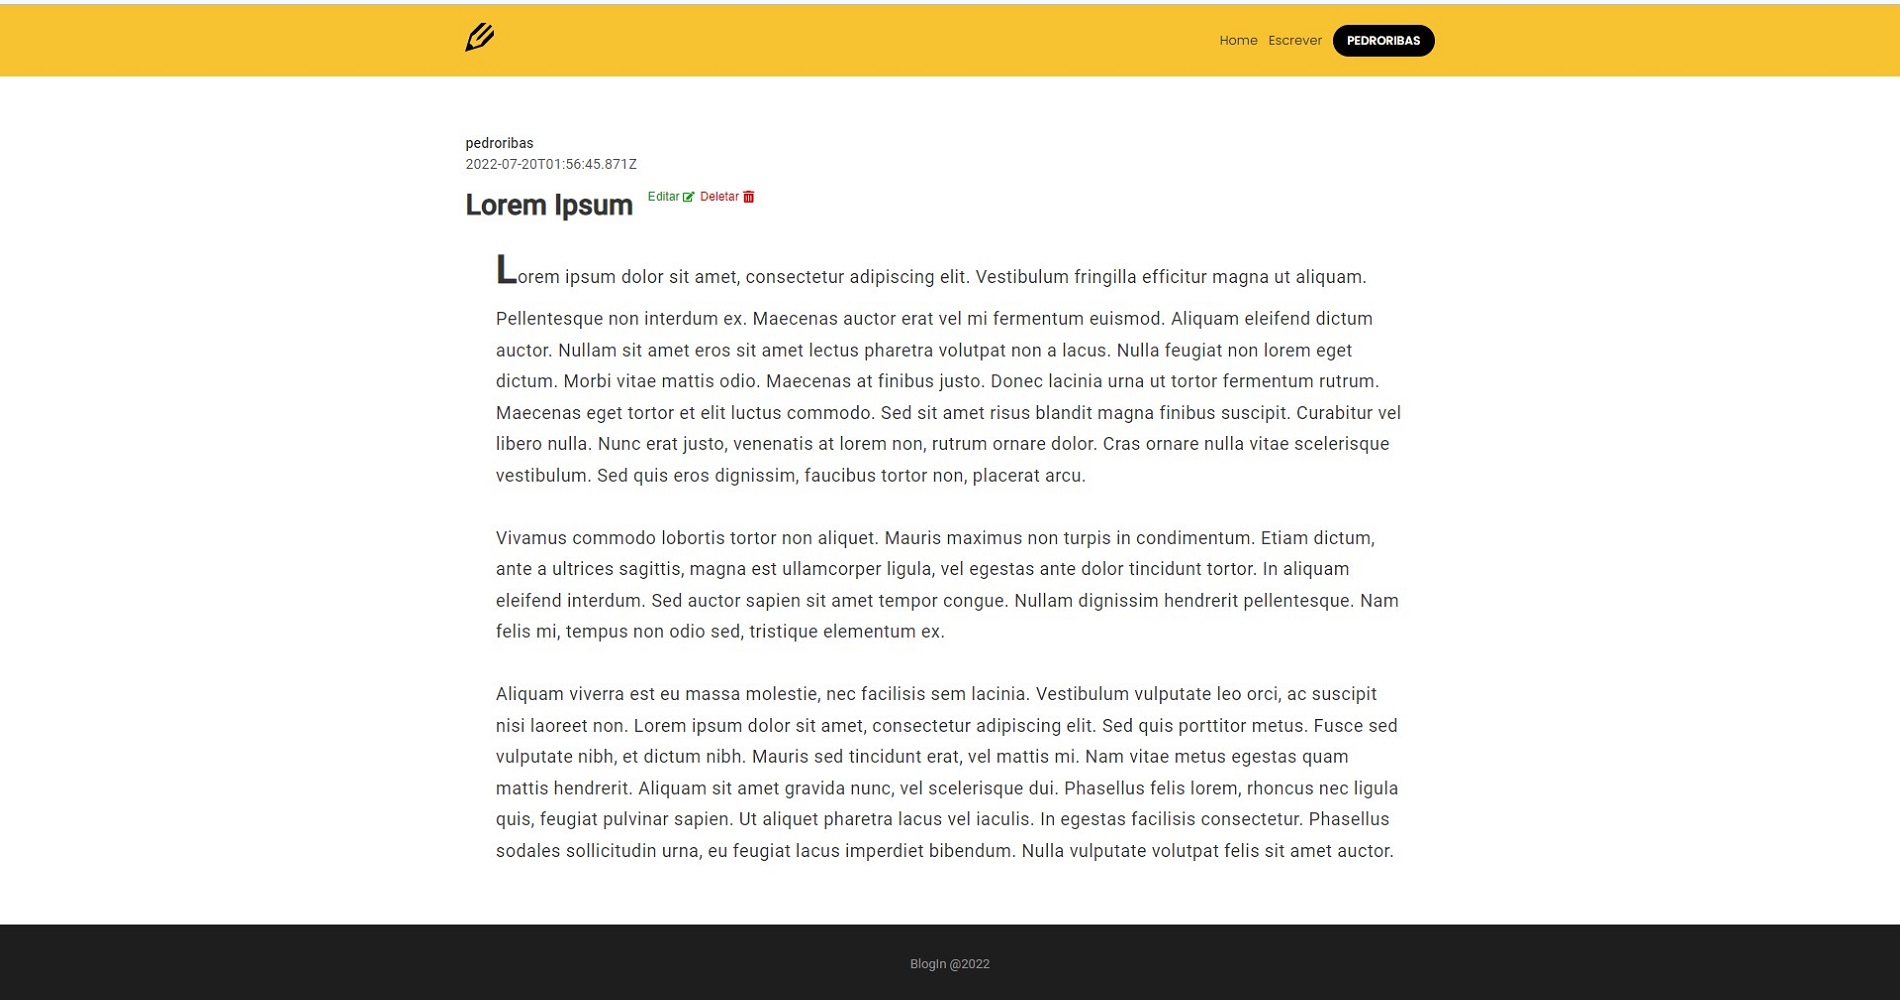 Home Escrever PEDRORIBAS
pedroribas
2022-07-20T01:56:45.871Z
Lorem Ipsum Editar Deletar
Lorem ipsum dolor sit amet, consectetur adipiscing elit. Vestibulum fringilla efficitur magna ut aliquam.
Pellentesque non interdum ex. Maecenas auctor erat vel mi fermentum euismod. Aliquam eleifend dictum
auctor. Nullam sit amet eros sit amet lectus pharetra volutpat non a lacus. Nulla feugiat non lorem eget
dictum. Morbi vitae mattis odio. Maecenas at finibus justo. Donec lacinia urna ut tortor fermentum rutrum.
Maecenas eget tortor et elit luctus commodo. Sed sit amet risus blandit magna finibus suscipit. Curabitur vel
libero nulla. Nunc erat justo, venenatis at lorem non, rutrum ornare dolor. Cras ornare nulla vitae scelerisque
vestibulum. Sed quis eros dignissim, faucibus tortor non, placerat arcu.
Vivamus commodo lobortis tortor non aliquet. Mauris maximus non turpis in condimentum. Etiam dictum,
ante a ultrices sagittis, magna est ullamcorper ligula, vel egestas ante dolor tincidunt tortor. In aliquam
eleifend interdum. Sed auctor sapien sit amet tempor congue. Nullam dignissim hendrerit pellentesque. Nam
felis mi, tempus non odio sed, tristique elementum ex.
Aliquam viverra est eu massa molestie, nec facilisis sem lacinia. Vestibulum vulputate leo orci, ac suscipit
nisi laoreet non. Lorem ipsum dolor sit amet, consectetur adipiscing elit. Sed quis porttitor metus. Fusce sed
vulputate nibh, et dictum nibh. Mauris sed tincidunt erat, vel mattis mi. Nam vitae metus egestas quam
mattis hendrerit. Aliquam sit amet gravida nunc, vel scelerisque dui. Phasellus felis lorem, rhoncus nec ligula
quis, feugiat pulvinar sapien. Ut aliquet pharetra lacus vel iaculis. In egestas facilisis consectetur. Phasellus
sodales sollicitudin urna, eu feugiat lacus imperdiet bibendum. Nulla vulputate volutpat felis sit amet auctor.
BlogIn @2022